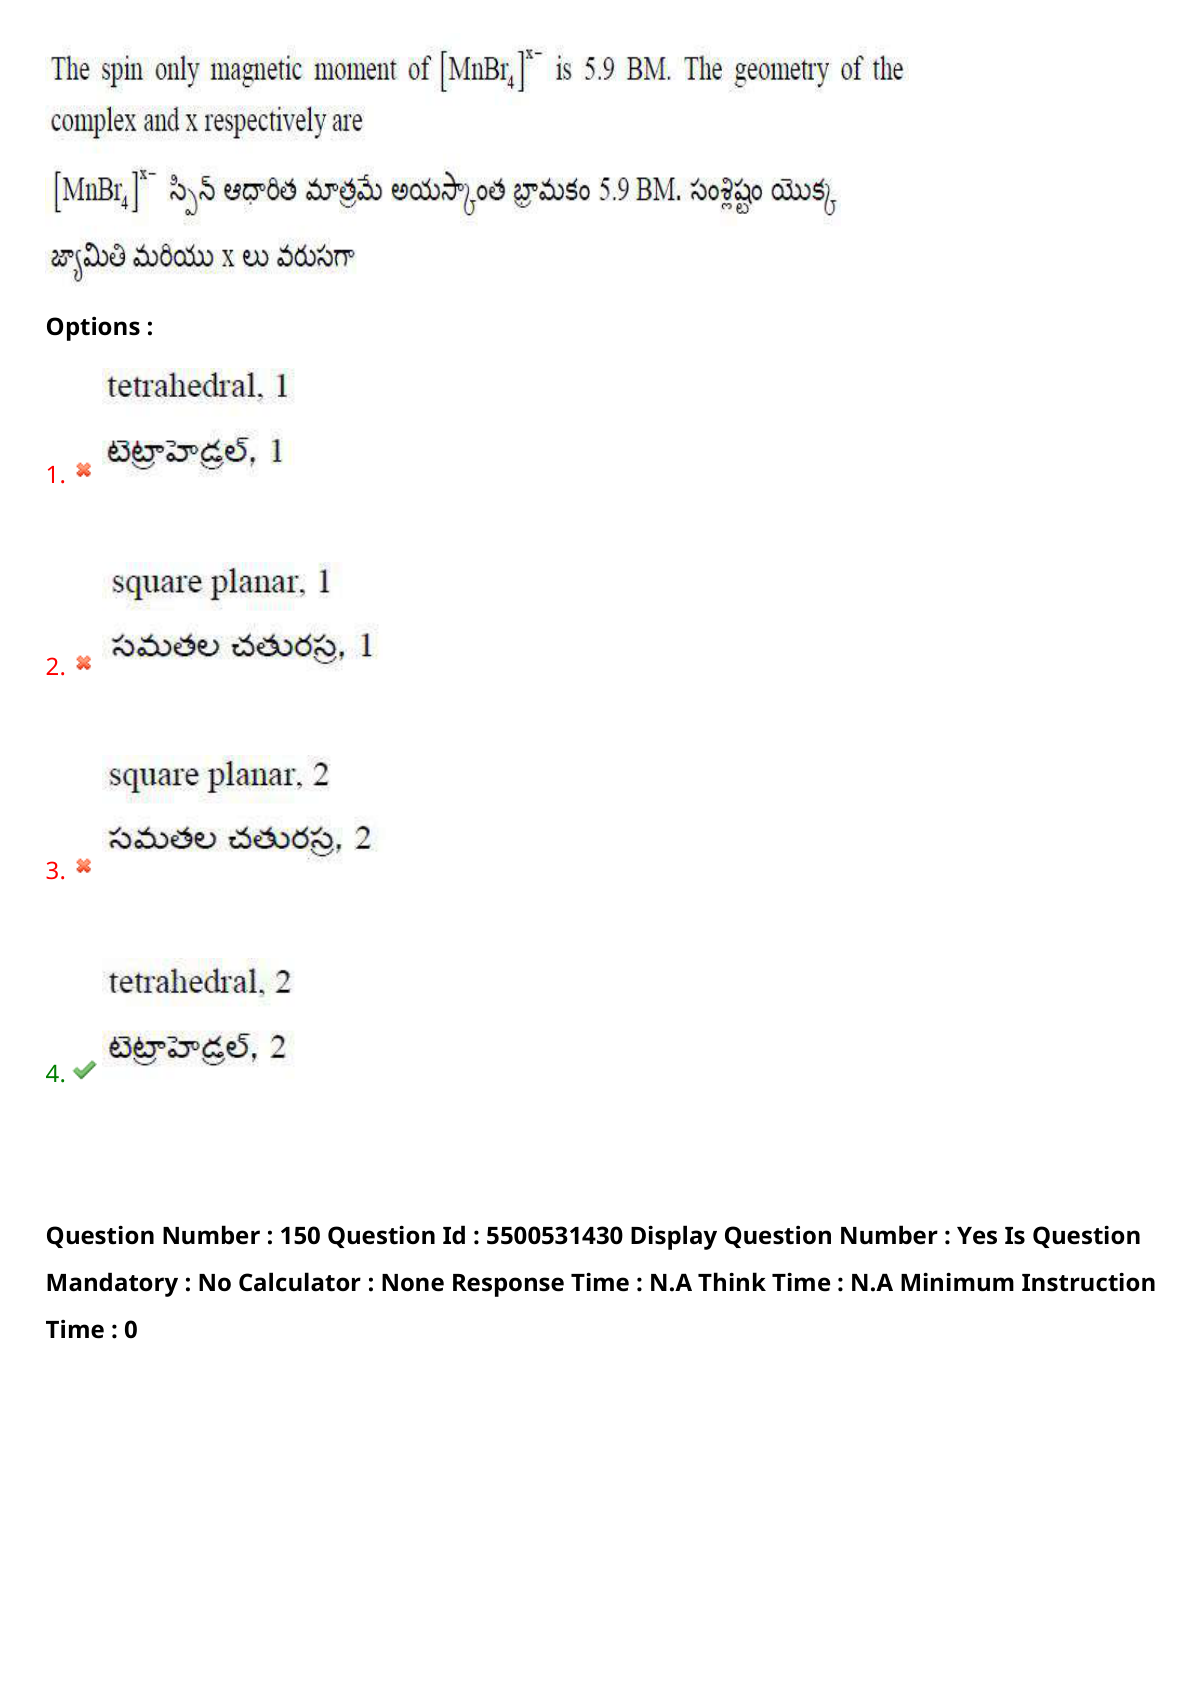 The spin only magnetic moment of [MnBr₄]ˣ⁻ is 5.9 BM. The geometry of the
complex and x respectively are
[MnBr₄]ˣ⁻ స్పిన్ ఆధారిత మాత్రమే అయస్కాంత భ్రామకం 5.9 BM. సంశ్లిష్టం యొక్క
జ్యామితి మరియు x లు వరుసగా
Options :
tetrahedral, 1
టెట్రాహెడ్రల్, 1
1.
square planar, 1
సమతల చతురస్ర, 1
2.
square planar, 2
సమతల చతురస్ర, 2
3.
tetrahedral, 2
టెట్రాహెడ్రల్, 2
4.
Question Number : 150 Question Id : 5500531430 Display Question Number : Yes Is Question
Mandatory : No Calculator : None Response Time : N.A Think Time : N.A Minimum Instruction
Time : 0